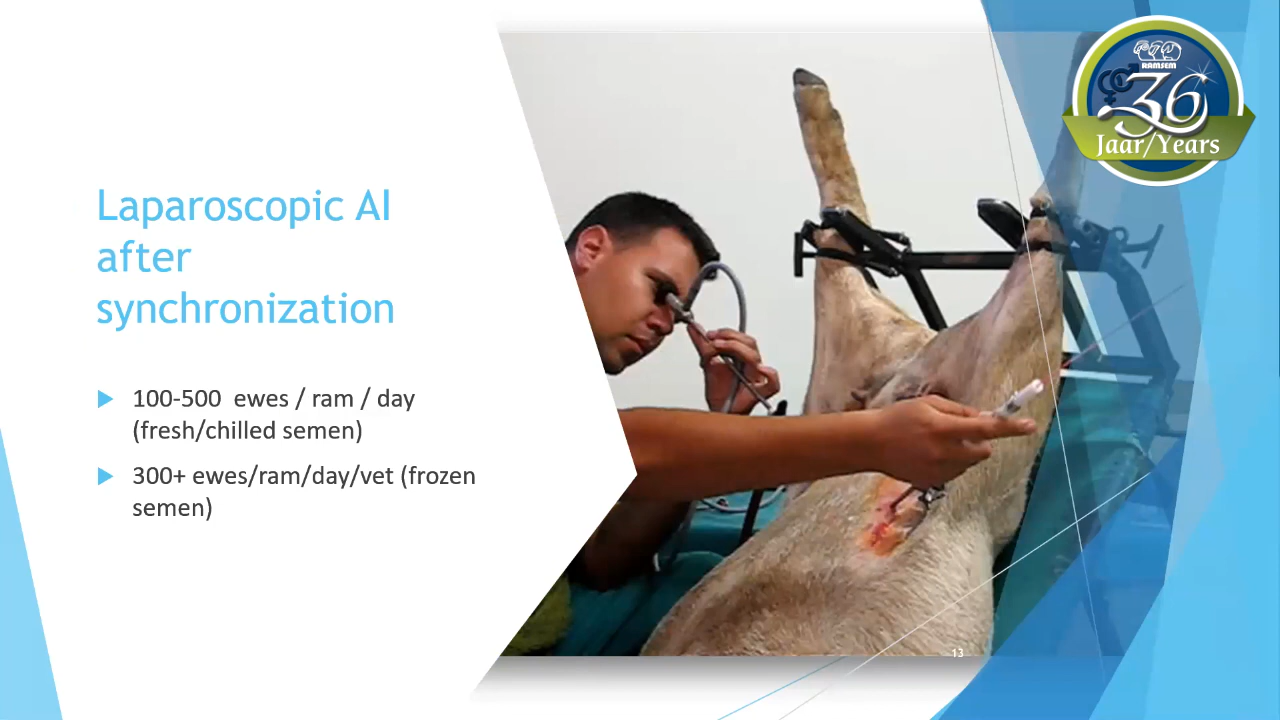 RAMSEM
36
Jaar/Years
Laparoscopic AI
after
synchronization
100-500 ewes / ram / day
(fresh/chilled semen)
300+ ewes/ram/day/vet (frozen
semen)
13